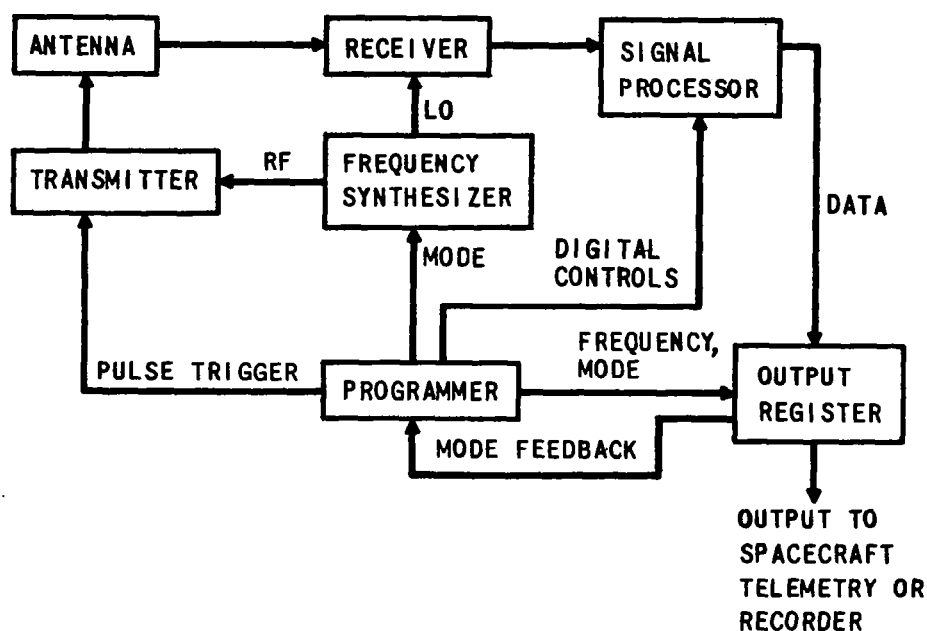 ANTENNA
RECEIVER
SIGNAL
PROCESSOR
LO
TRANSMITTER
RF
FREQUENCY
SYNTHESIZER
DATA
MODE
DIGITAL
CONTROLS
PULSE TRIGGER
PROGRAMMER
FREQUENCY,
MODE
OUTPUT
REGISTER
MODE FEEDBACK
OUTPUT TO
SPACECRAFT
TELEMETRY OR
RECORDER